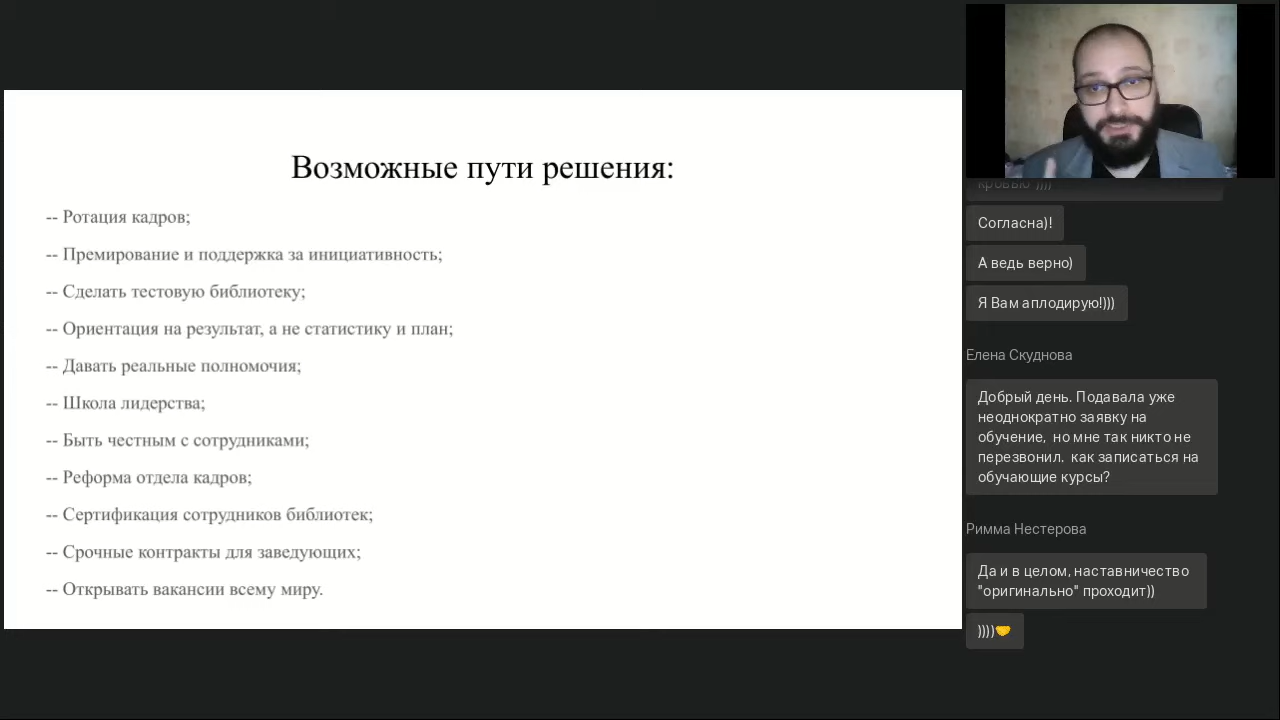 Возможные пути решения:
-- Ротация кадров;
-- Премирование и поддержка за инициативность;
-- Сделать тестовую библиотеку;
-- Ориентация на результат, а не статистику и план;
-- Давать реальные полномочия;
-- Школа лидерства;
-- Быть честным с сотрудниками;
-- Реформа отдела кадров;
-- Сертификация сотрудников библиотек;
-- Срочные контракты для заведующих;
-- Открывать вакансии всему миру.
кровью ))))
Согласна)!
А ведь верно)
Я Вам аплодирую!)))
Елена Скуднова
Добрый день. Подавала уже
неоднократно заявку на
обучение, но мне так никто не
перезвонил. как записаться на
обучающие курсы?
Римма Нестерова
Да и в целом, наставничество
"оригинально" проходит))
))))🤝